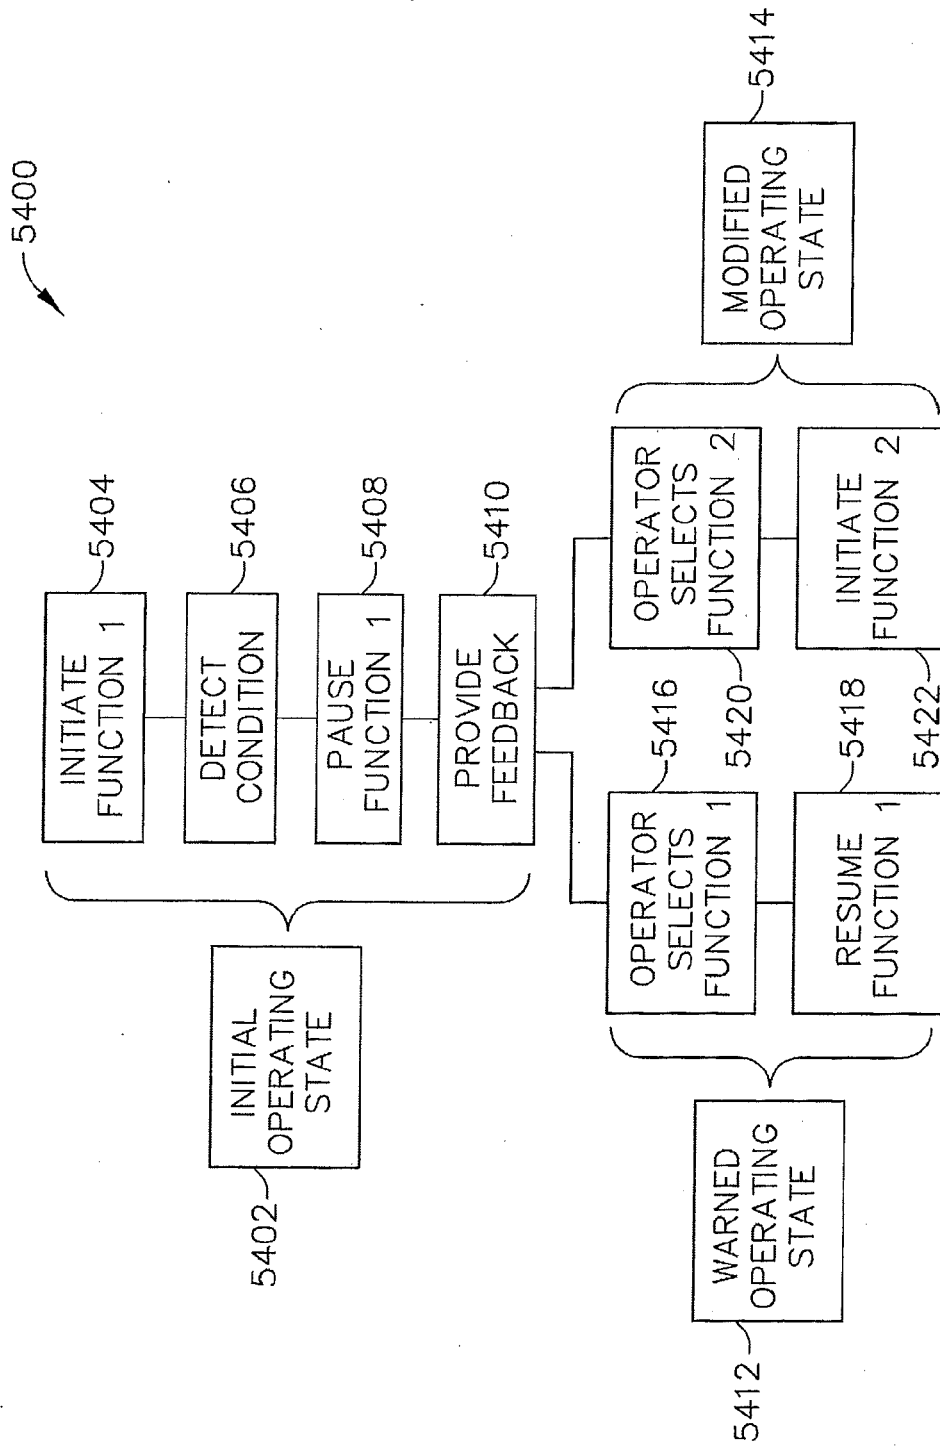 5400
INITIATE
FUNCTION 1
5404
DETECT
CONDITION
5406
PAUSE
FUNCTION 1
5408
PROVIDE
FEEDBACK
5410
INITIAL
OPERATING
STATE
5402
OPERATOR
SELECTS
FUNCTION 1
5416
RESUME
FUNCTION 1
5418
WARNED
OPERATING
STATE
5412
OPERATOR
SELECTS
FUNCTION 2
5420
INITIATE
FUNCTION 2
5422
MODIFIED
OPERATING
STATE
5414